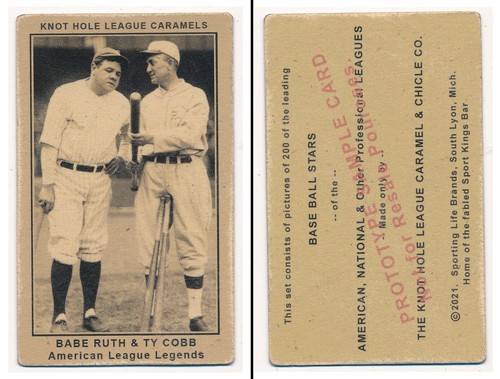 KNOT HOLE LEAGUE CARAMELS
BABE RUTH & TY COBB
American League Legends
This set consists of pictures of 200 of the leading
BASE BALL STARS
-- of the --
AMERICAN, NATIONAL & Other Professional LEAGUES
-- Made only by --
THE KNOT HOLE LEAGUE CARAMEL & CHICLE CO.
©2021. Sporting Life Brands, South Lyon, Mich.
Home of the fabled Sport Kings Bar
PROTOTYPE SAMPLE CARD
Not for Resale